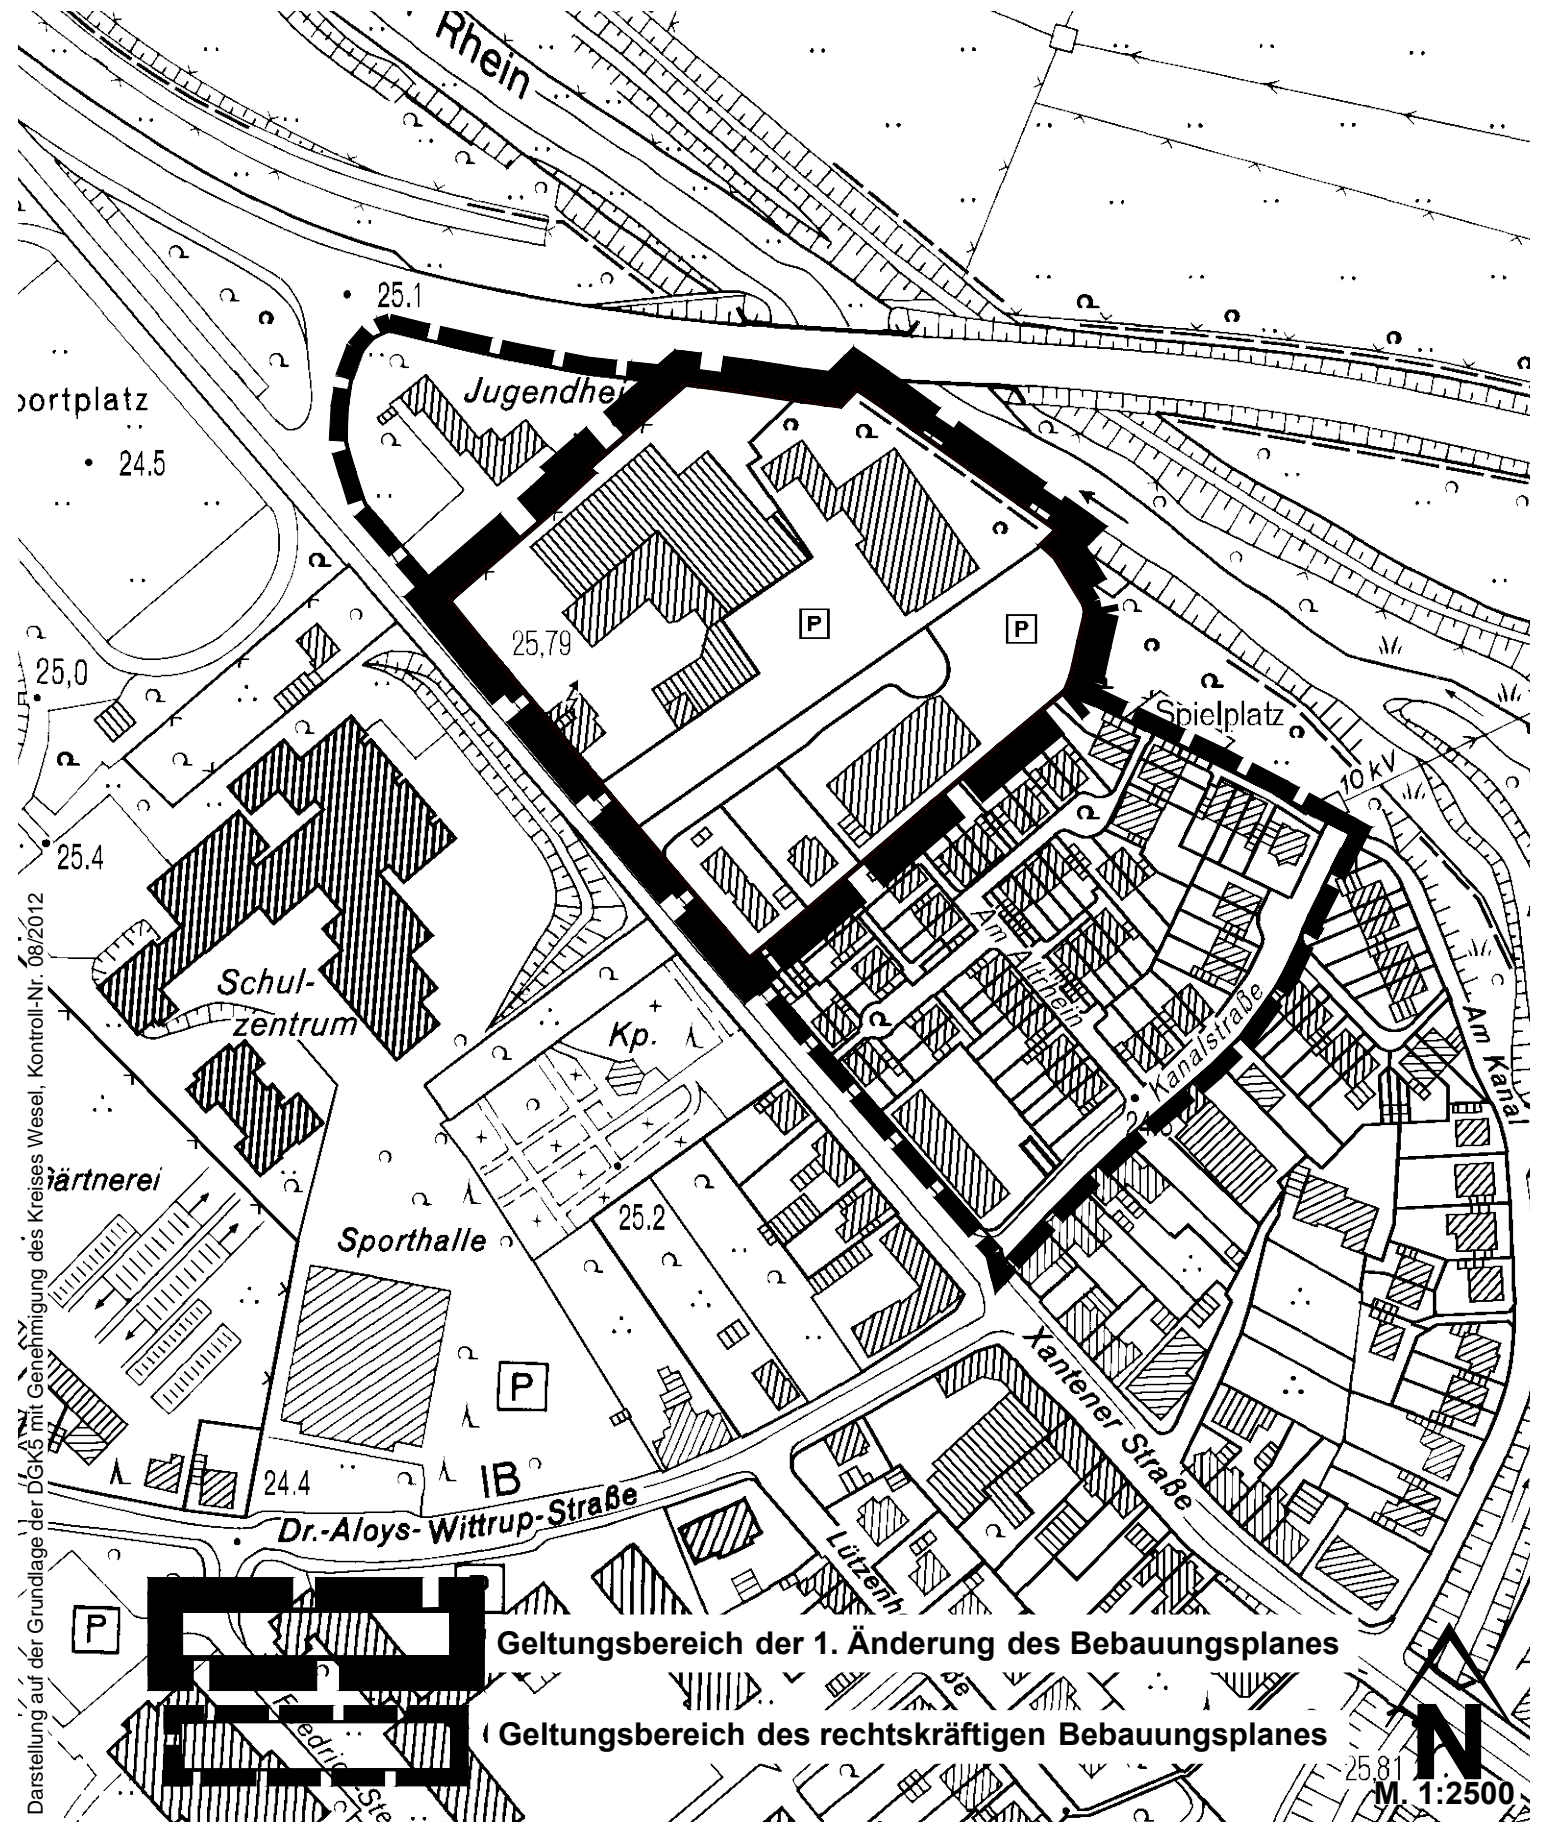 Rhein
25.1
Jugendhei
portplatz
24.5
P
P
25,79
25,0
Spielplatz
10 kV
25.4
Am Altrhein
Schul-
zentrum
Kp.
Kanalstraße
Am Kanal
Gärtnerei
25.2
Sporthalle
Xantener Straße
P
24.4
IB
Dr.-Aloys-Wittrup-Straße
Lützenh
P
Geltungsbereich der 1. Änderung des Bebauungsplanes
Geltungsbereich des rechtskräftigen Bebauungsplanes
25,81
N
M. 1:2500
Darstellung auf der Grundlage der DGK5 mit Genehmigung des Kreises Wesel, Kontroll-Nr. 08/2012